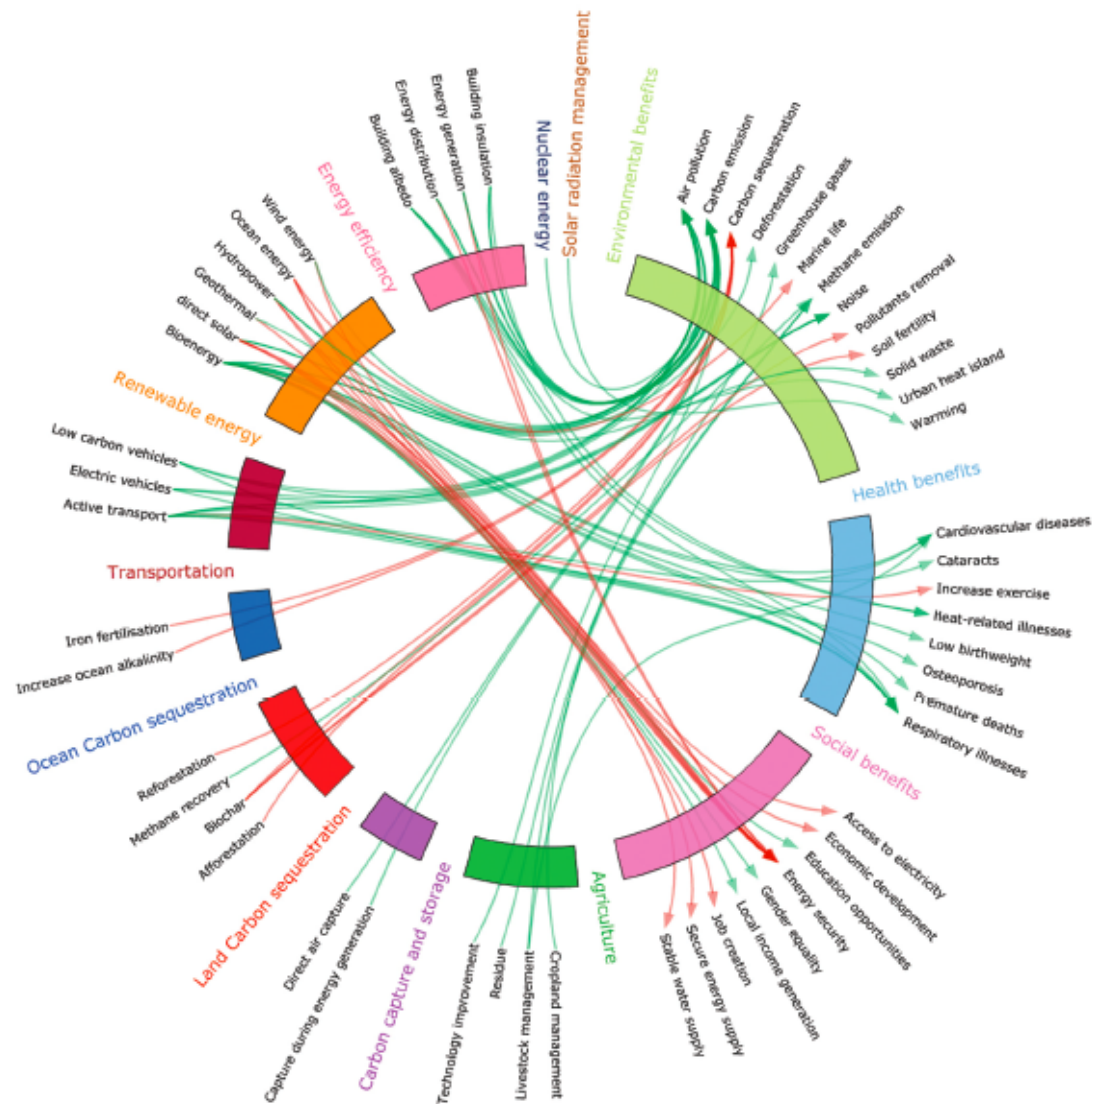 Solar radiation management
Nuclear energy
Environmental benefits
Air pollution
Carbon emission
Carbon sequestration
Deforestation
Greenhouse gases
Marine life
Methane emission
Noise
Pollutants removal
Soil fertility
Solid waste
Urban heat island
Warming
Health benefits
Cardiovascular diseases
Cataracts
Increase exercise
Heat-related illnesses
Low birthweight
Osteoporosis
Premature deaths
Respiratory illnesses
Social benefits
Access to electricity
Economic development
Education opportunities
Energy security
Gender equality
Local income generation
Job creation
Secure energy supply
Stable water supply
Agriculture
Cropland management
Livestock management
Residue
Technology improvement
Carbon capture and storage
Capture during energy generation
Direct air capture
Land Carbon sequestration
Afforestation
Biochar
Methane recovery
Reforestation
Ocean Carbon sequestration
Increase ocean alkalinity
Iron fertilisation
Transportation
Active transport
Electric vehicles
Low carbon vehicles
Renewable energy
Bioenergy
direct solar
Geothermal
Hydropower
Ocean energy
Wind energy
Energy efficiency
Building albedo
Energy distribution
Energy generation
Building insulation